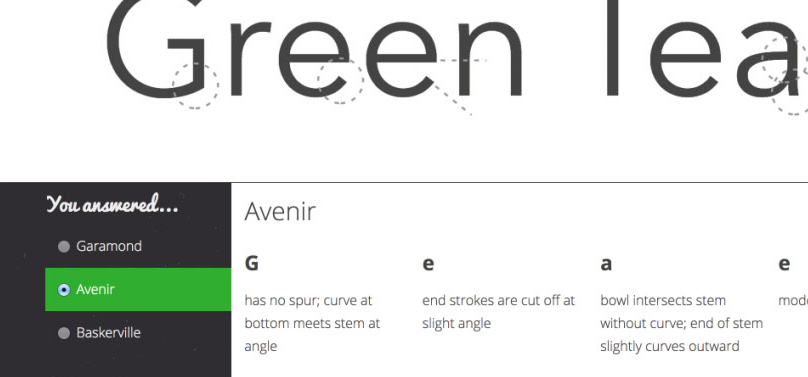 Green Tea
You answered...
Garamond
Avenir
Baskerville
Avenir
G
has no spur; curve at
bottom meets stem at
angle
e
end strokes are cut off at
slight angle
a
bowl intersects stem
without curve; end of stem
slightly curves outward
e